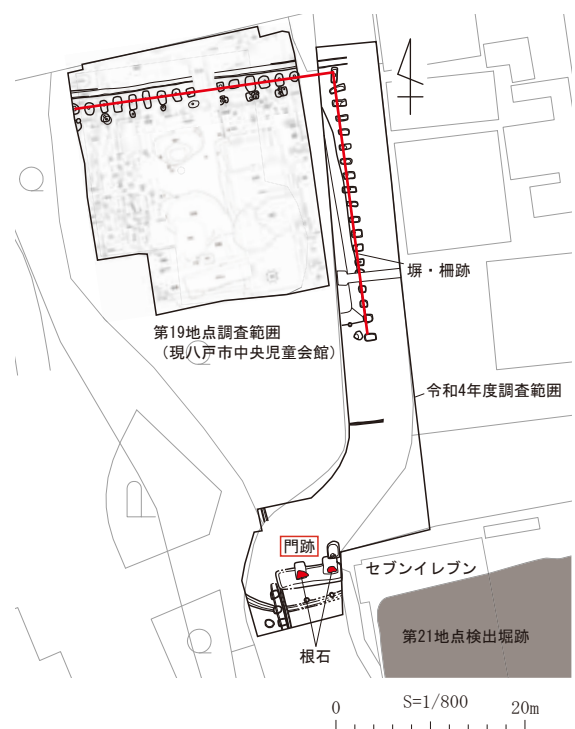 塀・柵跡
第19地点調査範囲
（現八戸市中央児童会館）
令和4年度調査範囲
門跡
セブンイレブン
第21地点検出堀跡
根石
S=1/800
0
20m